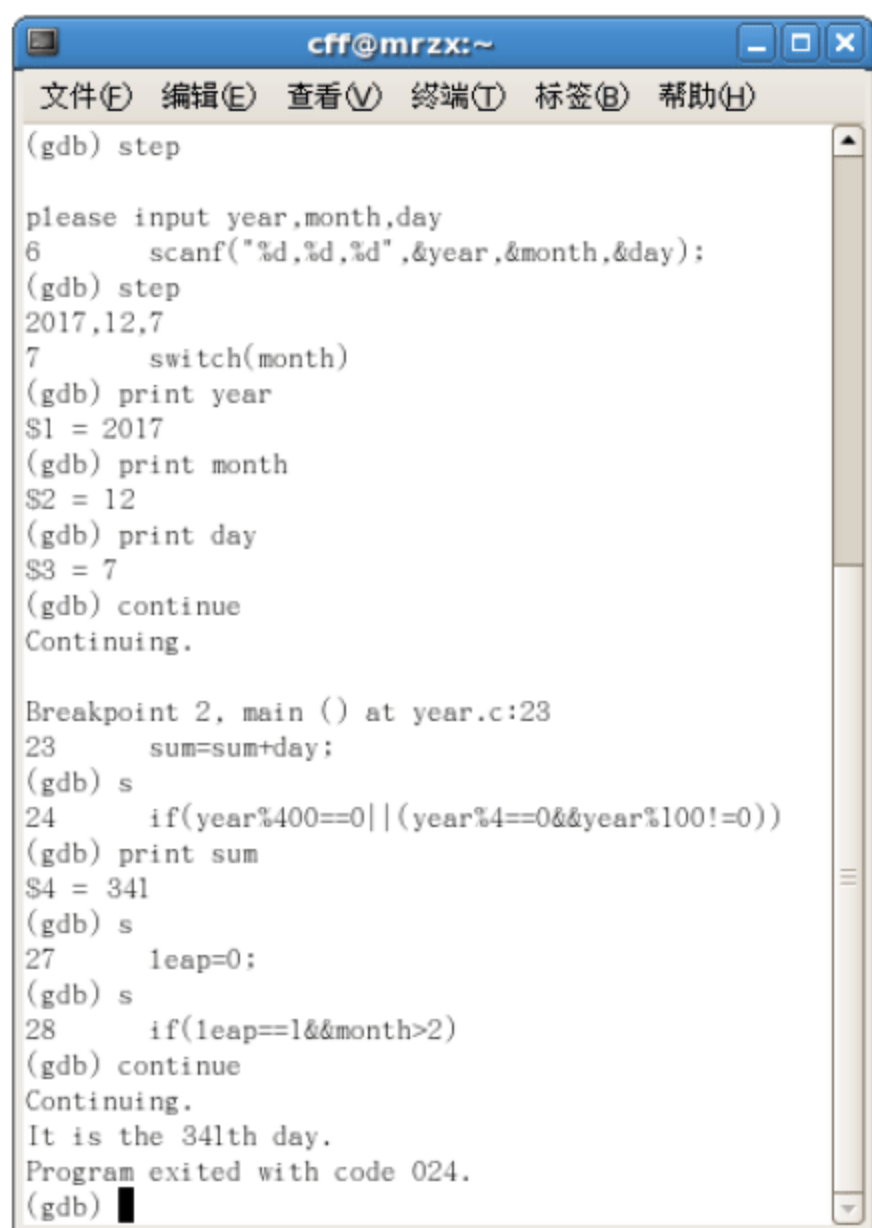 cff@mrzx:~
文件(F) 编辑(E) 查看(V) 终端(T) 标签(B) 帮助(H)
(gdb) step
please input year,month,day
6 scanf("%d,%d,%d",&year,&month,&day);
(gdb) step
2017,12,7
7 switch(month)
(gdb) print year
$1 = 2017
(gdb) print month
$2 = 12
(gdb) print day
$3 = 7
(gdb) continue
Continuing.
Breakpoint 2, main () at year.c:23
23 sum=sum+day;
(gdb) s
24 if(year%400==0||(year%4==0&&year%100!=0))
(gdb) print sum
$4 = 341
(gdb) s
27 leap=0;
(gdb) s
28 if(leap==1&&month>2)
(gdb) continue
Continuing.
It is the 341th day.
Program exited with code 024.
(gdb)